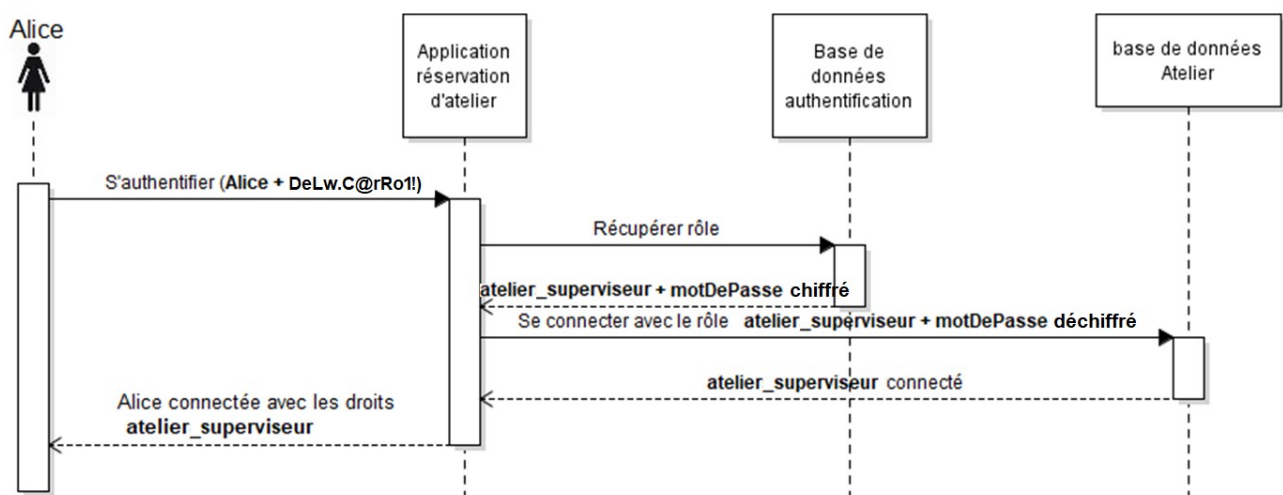 Alice
Application
réservation
d'atelier
Base de
données
authentification
base de données
Atelier
S'authentifier (Alice + DeLw.C@rRo1!)
Récupérer rôle
atelier_superviseur + motDePasse chiffré
Se connecter avec le rôle atelier_superviseur + motDePasse déchiffré
atelier_superviseur connecté
Alice connectée avec les droits
atelier_superviseur